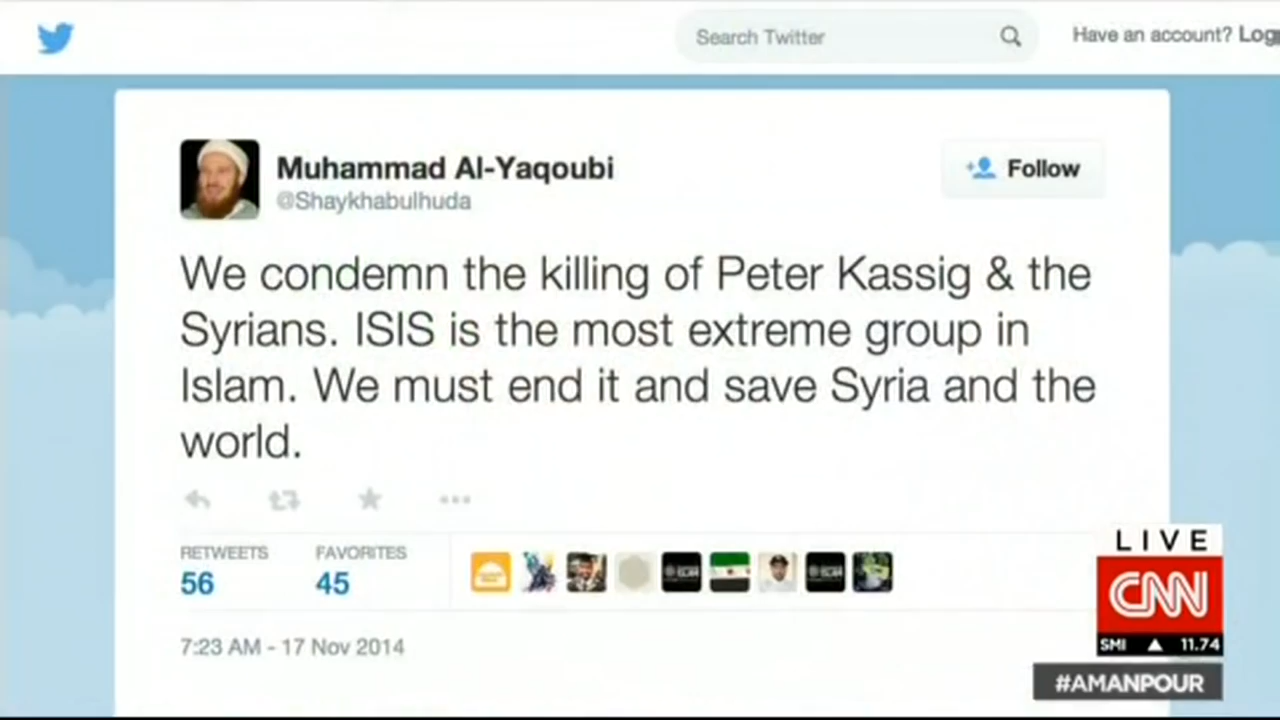 Search Twitter
Have an account? Log
Muhammad Al-Yaqoubi
@Shaykhabulhuda
Follow
We condemn the killing of Peter Kassig & the
Syrians. ISIS is the most extreme group in
Islam. We must end it and save Syria and the
world.
RETWEETS
FAVORITES
56
45
7:23 AM - 17 Nov 2014
LIVE
CNN
SMI ▲ 11.74
#AMANPOUR